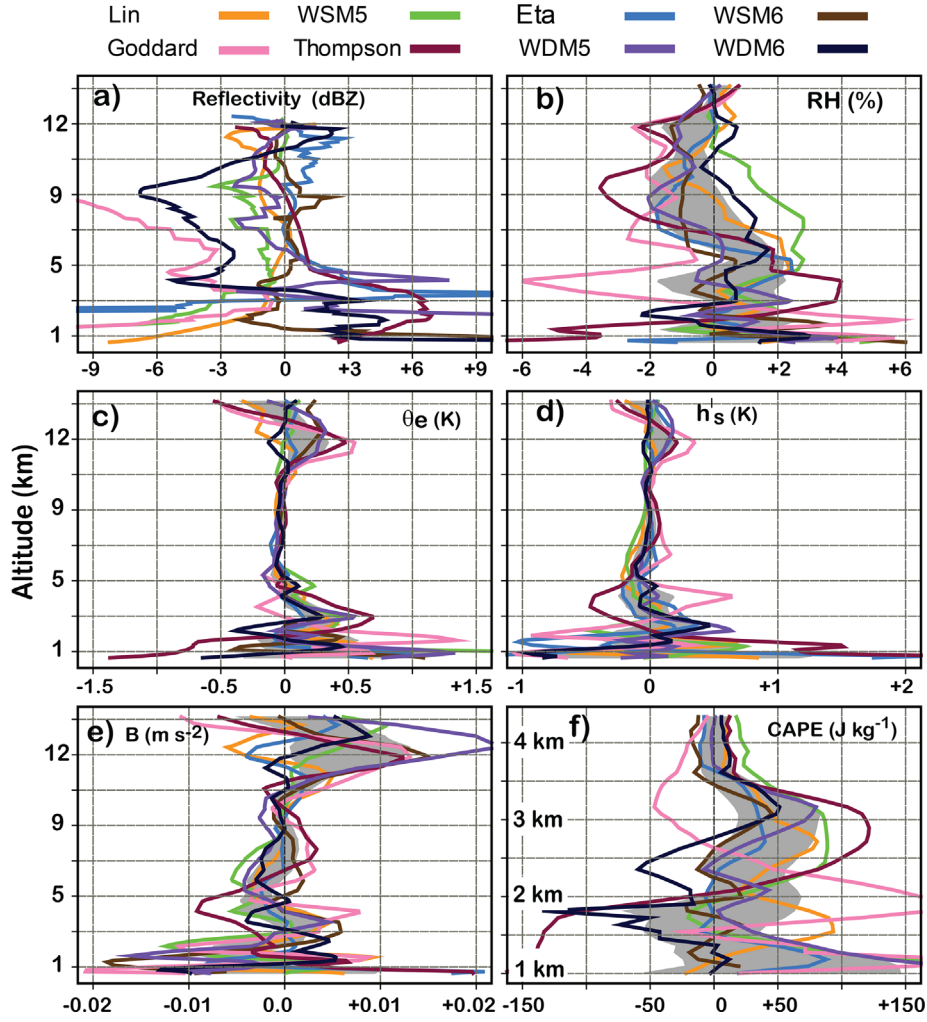 Lin WSM5 Eta WSM6
Goddard Thompson WDM5 WDM6
a) Reflectivity (dBZ)
12
9
5
1
-9 -6 -3 0 +3 +6 +9
b) RH (%)
-6 -4 -2 0 +2 +4 +6
Altitude (km)
c) θe (K)
12
9
5
1
-1.5 -0.5 0 +0.5 +1.5
d) h's (K)
-1 0 +1 +2
e) B (m s-2)
12
9
5
1
-0.02 -0.01 0.0 +0.01 +0.02
f) CAPE (J kg-1)
4 km
3 km
2 km
1 km
-150 -50 0 +50 +150